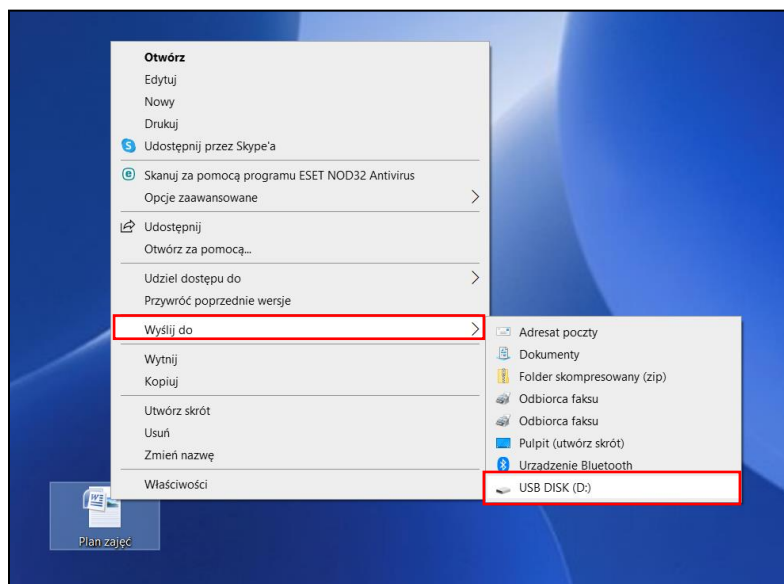 Otwórz
Edytuj
Nowy
Drukuj
Udostępnij przez Skype'a
Skanuj za pomocą programu ESET NOD32 Antivirus
Opcje zaawansowane
Udostępnij
Otwórz za pomocą...
Udziel dostępu do
Przywróć poprzednie wersje
Wyślij do
Wytnij
Kopiuj
Utwórz skrót
Usuń
Zmień nazwę
Właściwości
Adresat poczty
Dokumenty
Folder skompresowany (zip)
Odbiorca faksu
Odbiorca faksu
Pulpit (utwórz skrót)
Urządzenie Bluetooth
USB DISK (D:)
Plan zajęć